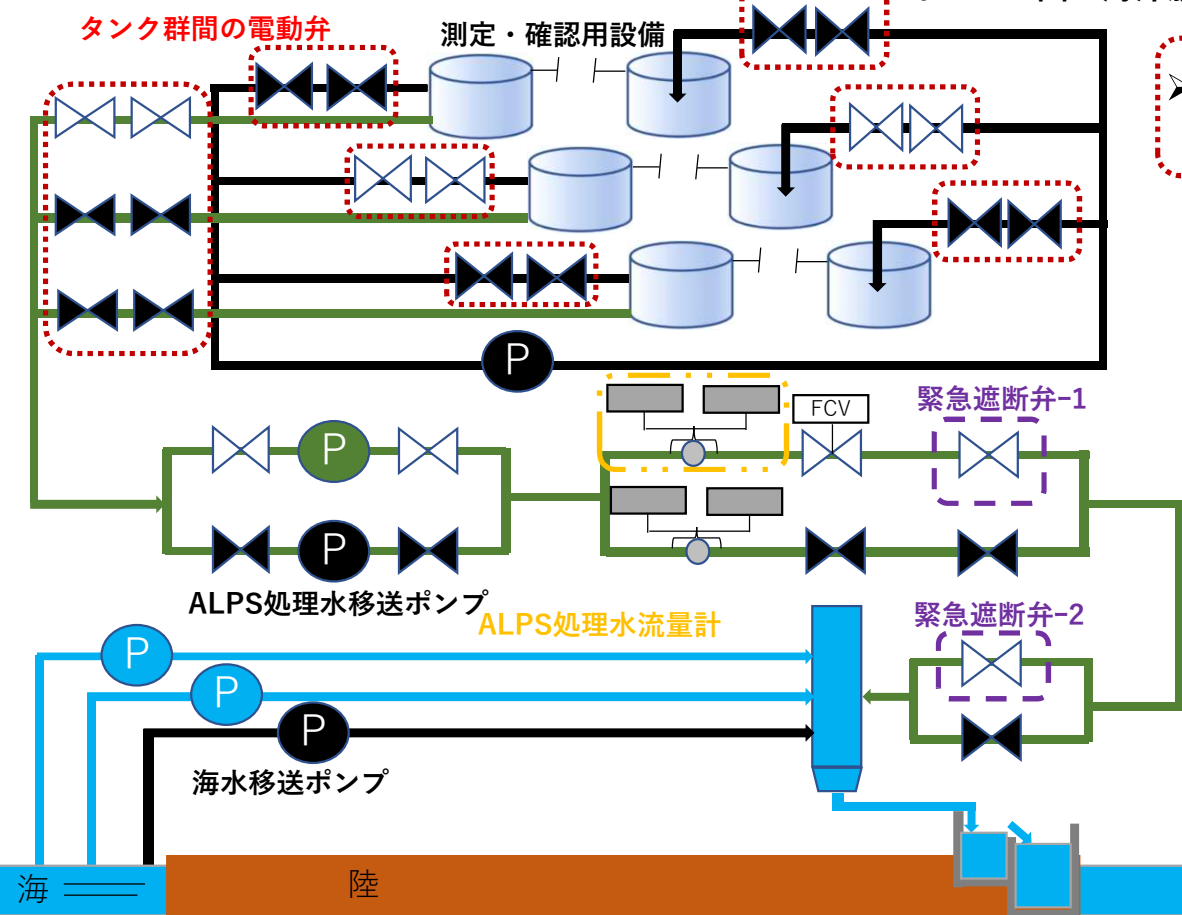 タンク群間の電動弁
測定・確認用設備
P
FCV
緊急遮断弁-1
P
P
ALPS処理水移送ポンプ
ALPS処理水流量計
緊急遮断弁-2
P
P
P
海水移送ポンプ
海
陸